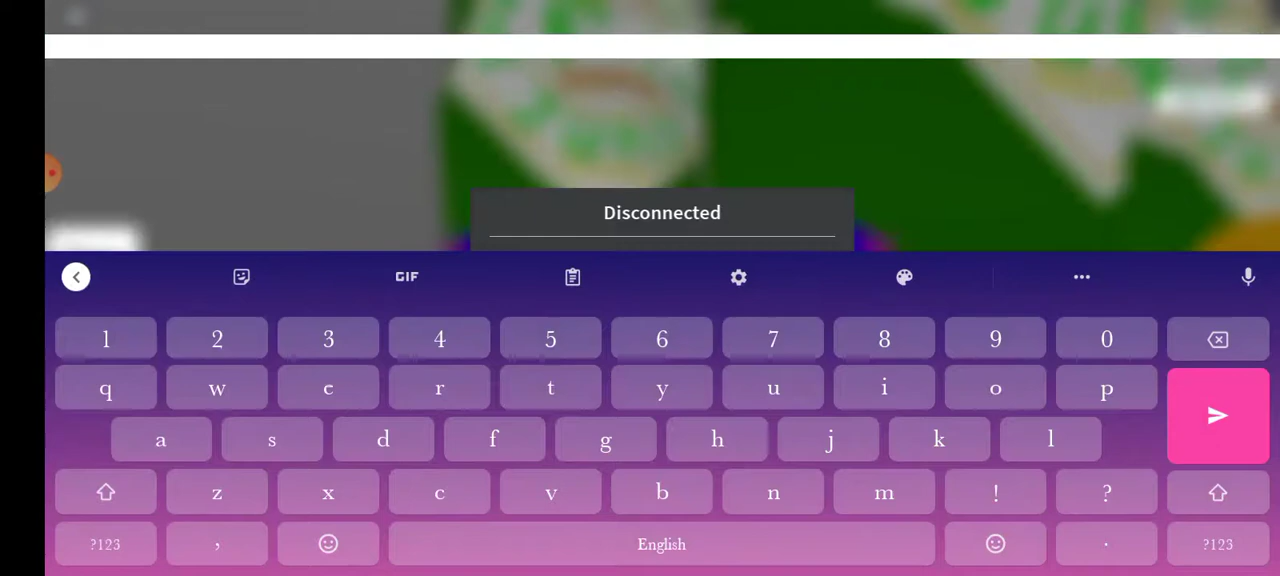 Disconnected
GIF
1 2 3 4 5 6 7 8 9 0
q w e r t y u i o p
a s d f g h j k l
z x c v b n m ! ?
?123 , English . ?123